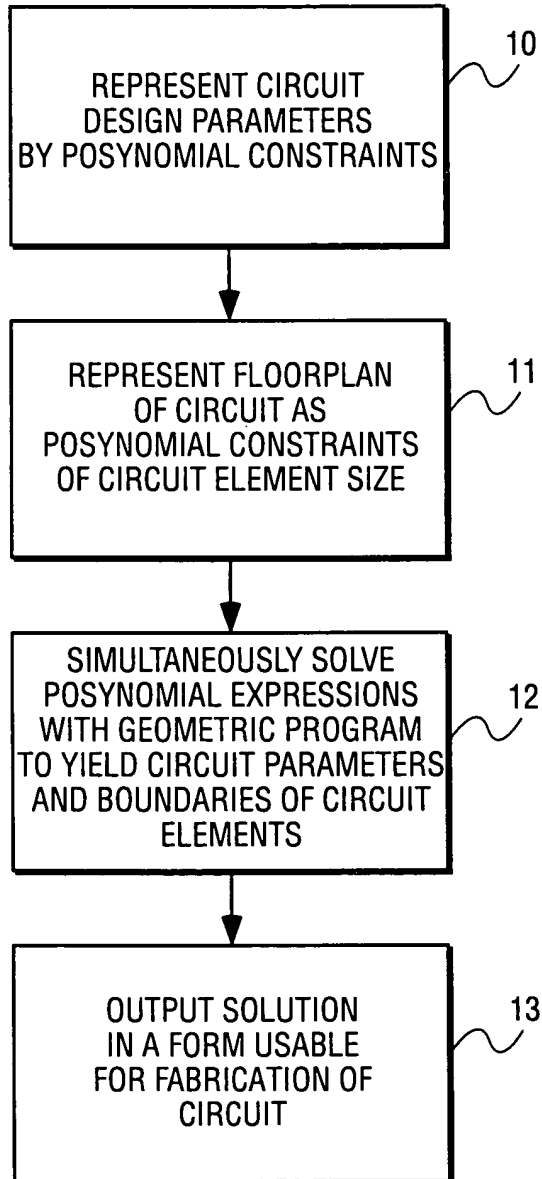 REPRESENT CIRCUIT
DESIGN PARAMETERS
BY POSYNOMIAL CONSTRAINTS
10
REPRESENT FLOORPLAN
OF CIRCUIT AS
POSYNOMIAL CONSTRAINTS
OF CIRCUIT ELEMENT SIZE
11
SIMULTANEOUSLY SOLVE
POSYNOMIAL EXPRESSIONS
WITH GEOMETRIC PROGRAM
TO YIELD CIRCUIT PARAMETERS
AND BOUNDARIES OF CIRCUIT
ELEMENTS
12
OUTPUT SOLUTION
IN A FORM USABLE
FOR FABRICATION OF
CIRCUIT
13